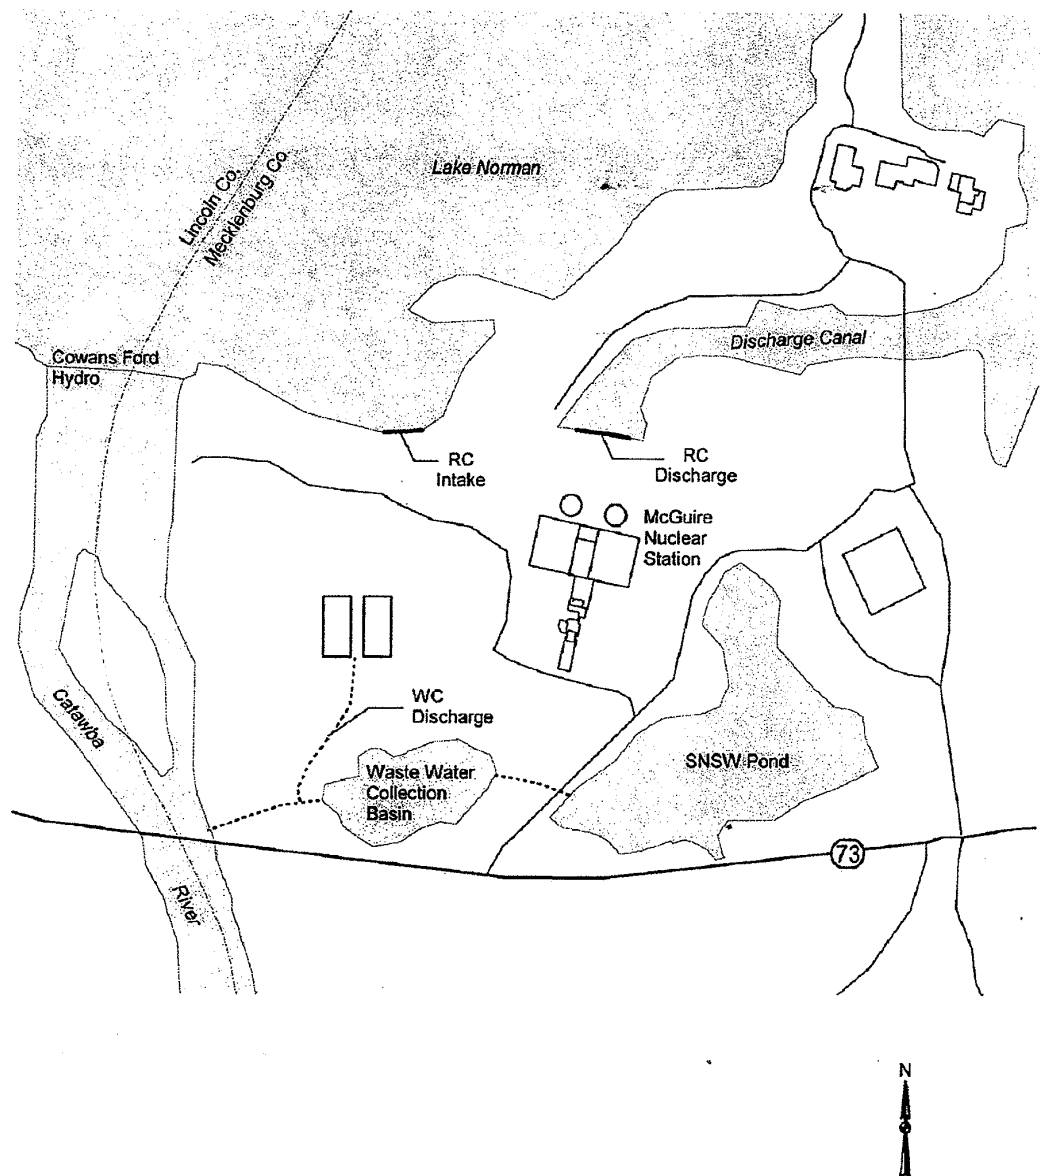 Lake Norman
Lincoln Co.
Mecklenburg Co.
Cowans Ford
Hydro
Discharge Canal
RC
Intake
RC
Discharge
McGuire
Nuclear
Station
WC
Discharge
Catawba
SNSW Pond
Waste Water
Collection
Basin
73
River
N